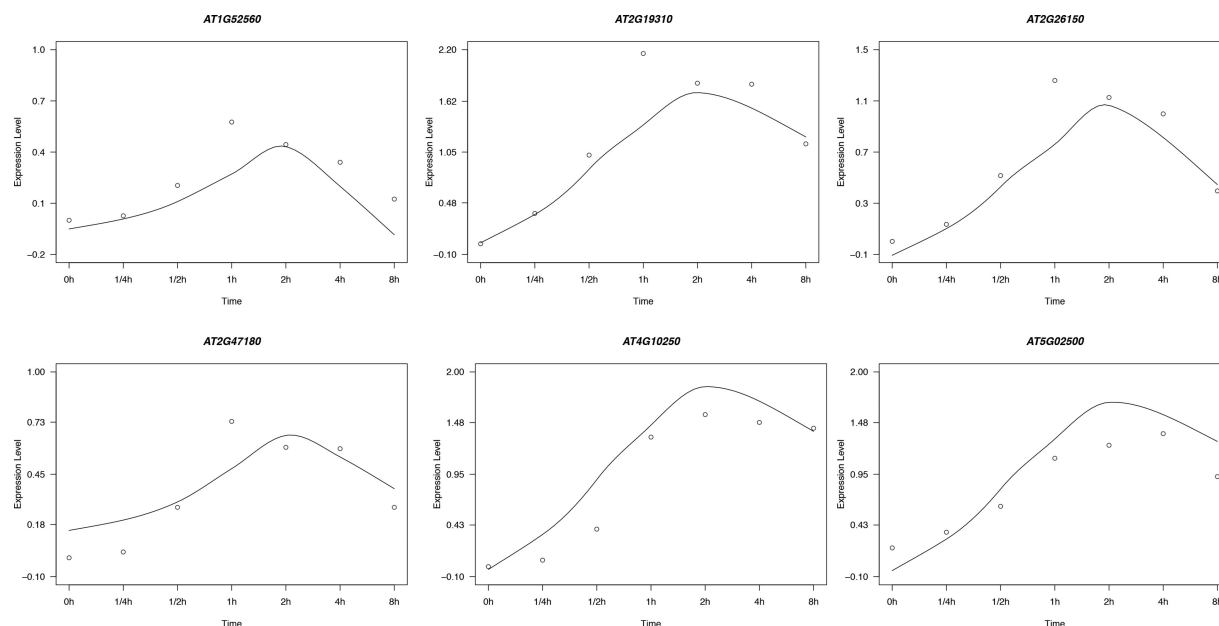 AT1G52560
Expression Level
1.0
0.7
0.4
0.1
−0.2
0h 1/4h 1/2h 1h 2h 4h 8h
Time
AT2G19310
Expression Level
2.20
1.62
1.05
0.48
−0.10
0h 1/4h 1/2h 1h 2h 4h 8h
Time
AT2G26150
Expression Level
1.5
1.1
0.7
0.3
−0.1
0h 1/4h 1/2h 1h 2h 4h 8h
Time
AT2G47180
Expression Level
1.00
0.73
0.45
0.18
−0.10
0h 1/4h 1/2h 1h 2h 4h 8h
Time
AT4G10250
Expression Level
2.00
1.48
0.95
0.43
−0.10
0h 1/4h 1/2h 1h 2h 4h 8h
Time
AT5G02500
Expression Level
2.00
1.48
0.95
0.43
−0.10
0h 1/4h 1/2h 1h 2h 4h 8h
Time